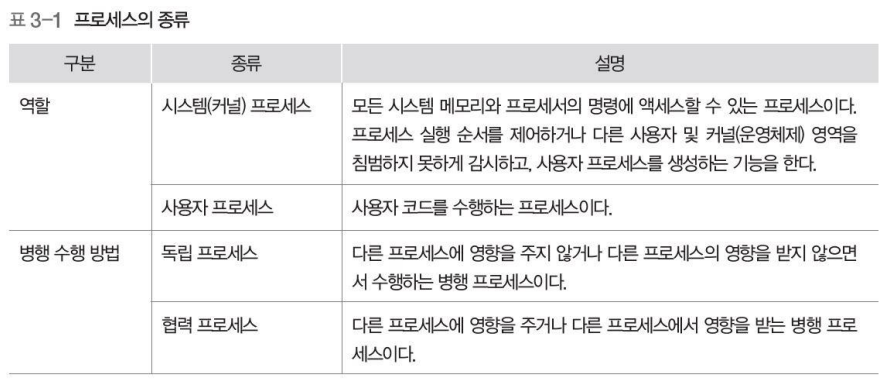 표 3-1 프로세스의 종류
구분 종류 설명
역할 시스템(커널) 프로세스 모든 시스템 메모리와 프로세서의 명령에 액세스할 수 있는 프로세스이다.
프로세스 실행 순서를 제어하거나 다른 사용자 및 커널(운영체제) 영역을
침범하지 못하게 감시하고, 사용자 프로세스를 생성하는 기능을 한다.
사용자 프로세스 사용자 코드를 수행하는 프로세스이다.
병행 수행 방법 독립 프로세스 다른 프로세스에 영향을 주지 않거나 다른 프로세스의 영향을 받지 않으면
서 수행하는 병행 프로세스이다.
협력 프로세스 다른 프로세스에 영향을 주거나 다른 프로세스에서 영향을 받는 병행 프로
세스이다.